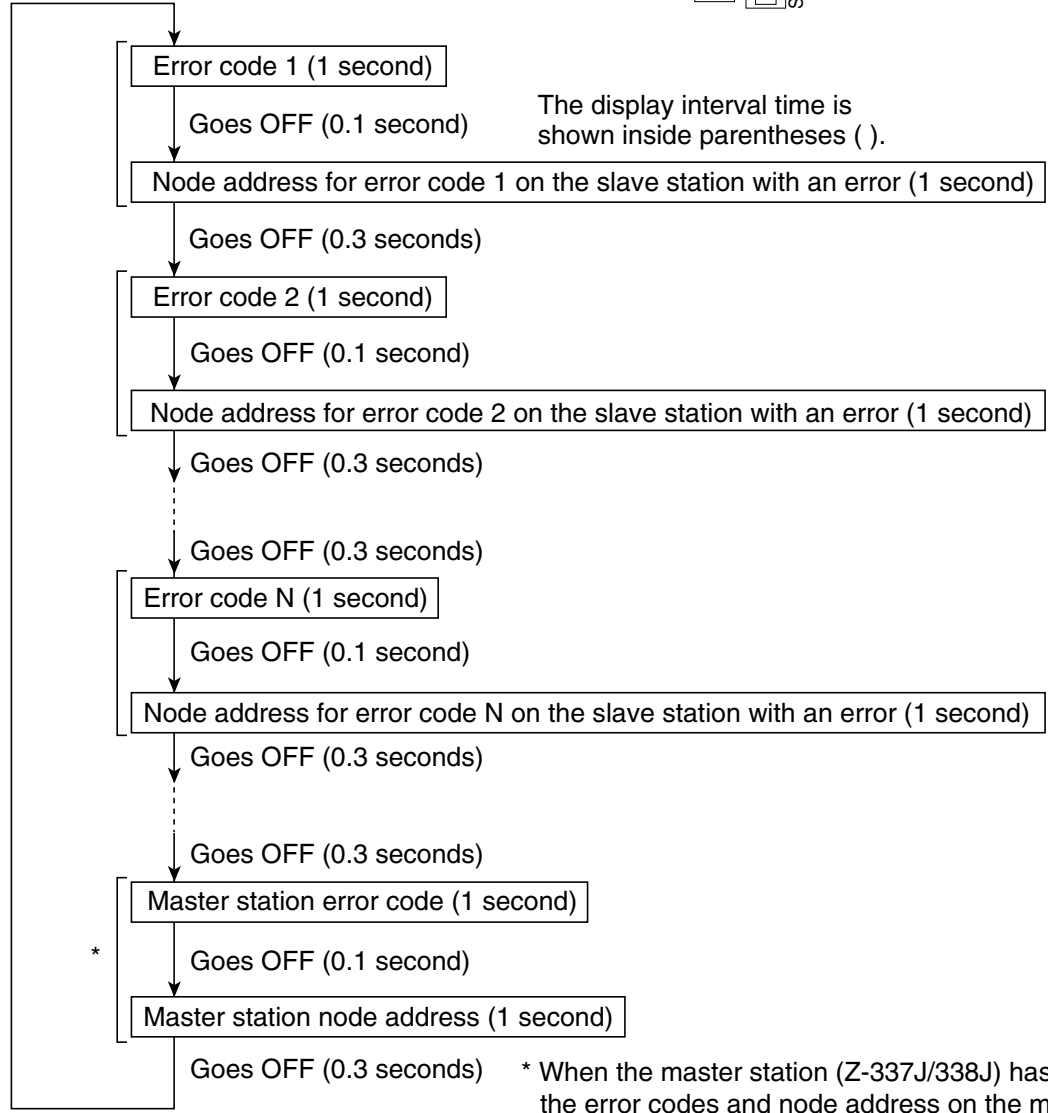 Error code 1 (1 second)
Goes OFF (0.1 second)
The display interval time is
shown inside parentheses ( ).
Node address for error code 1 on the slave station with an error (1 second)
Goes OFF (0.3 seconds)
Error code 2 (1 second)
Goes OFF (0.1 second)
Node address for error code 2 on the slave station with an error (1 second)
Goes OFF (0.3 seconds)
Goes OFF (0.3 seconds)
Error code N (1 second)
Goes OFF (0.1 second)
Node address for error code N on the slave station with an error (1 second)
Goes OFF (0.3 seconds)
Goes OFF (0.3 seconds)
Master station error code (1 second)
*
Goes OFF (0.1 second)
Master station node address (1 second)
Goes OFF (0.3 seconds)
* When the master station (Z-337J/338J) has
the error codes and node address on the m